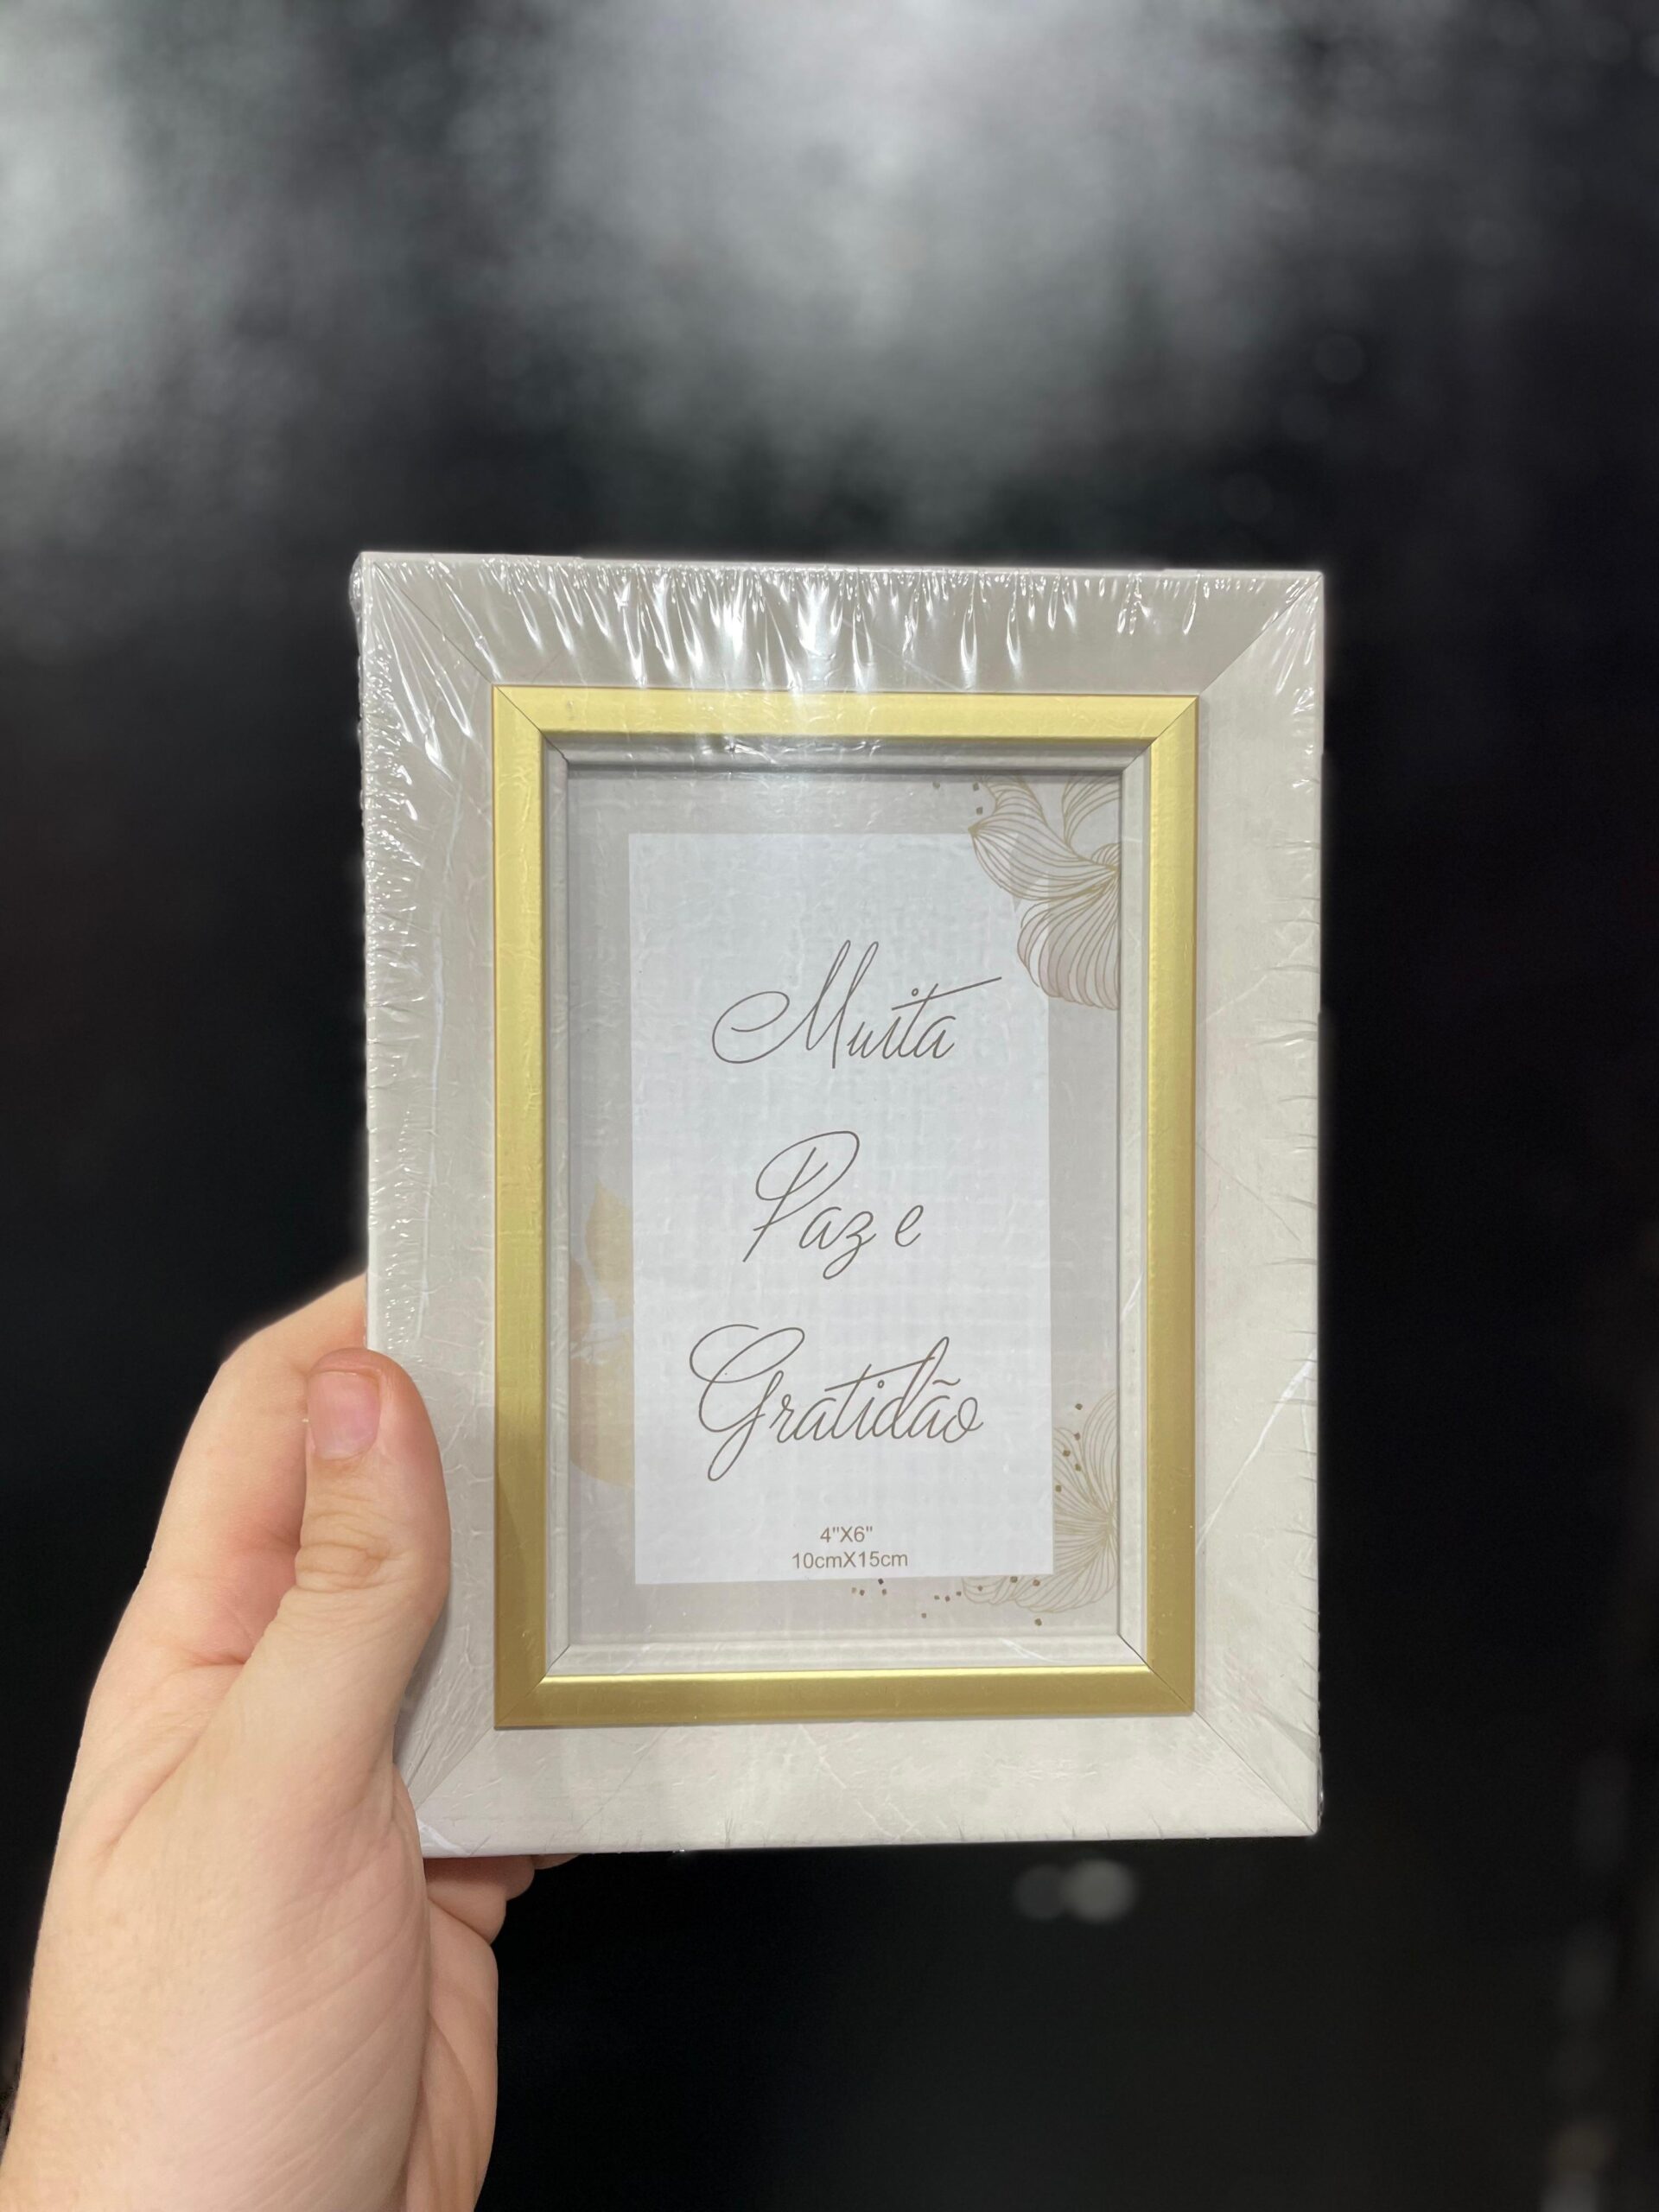 Muita
Paz e
Gratidão
4"X6"
10cmX15cm